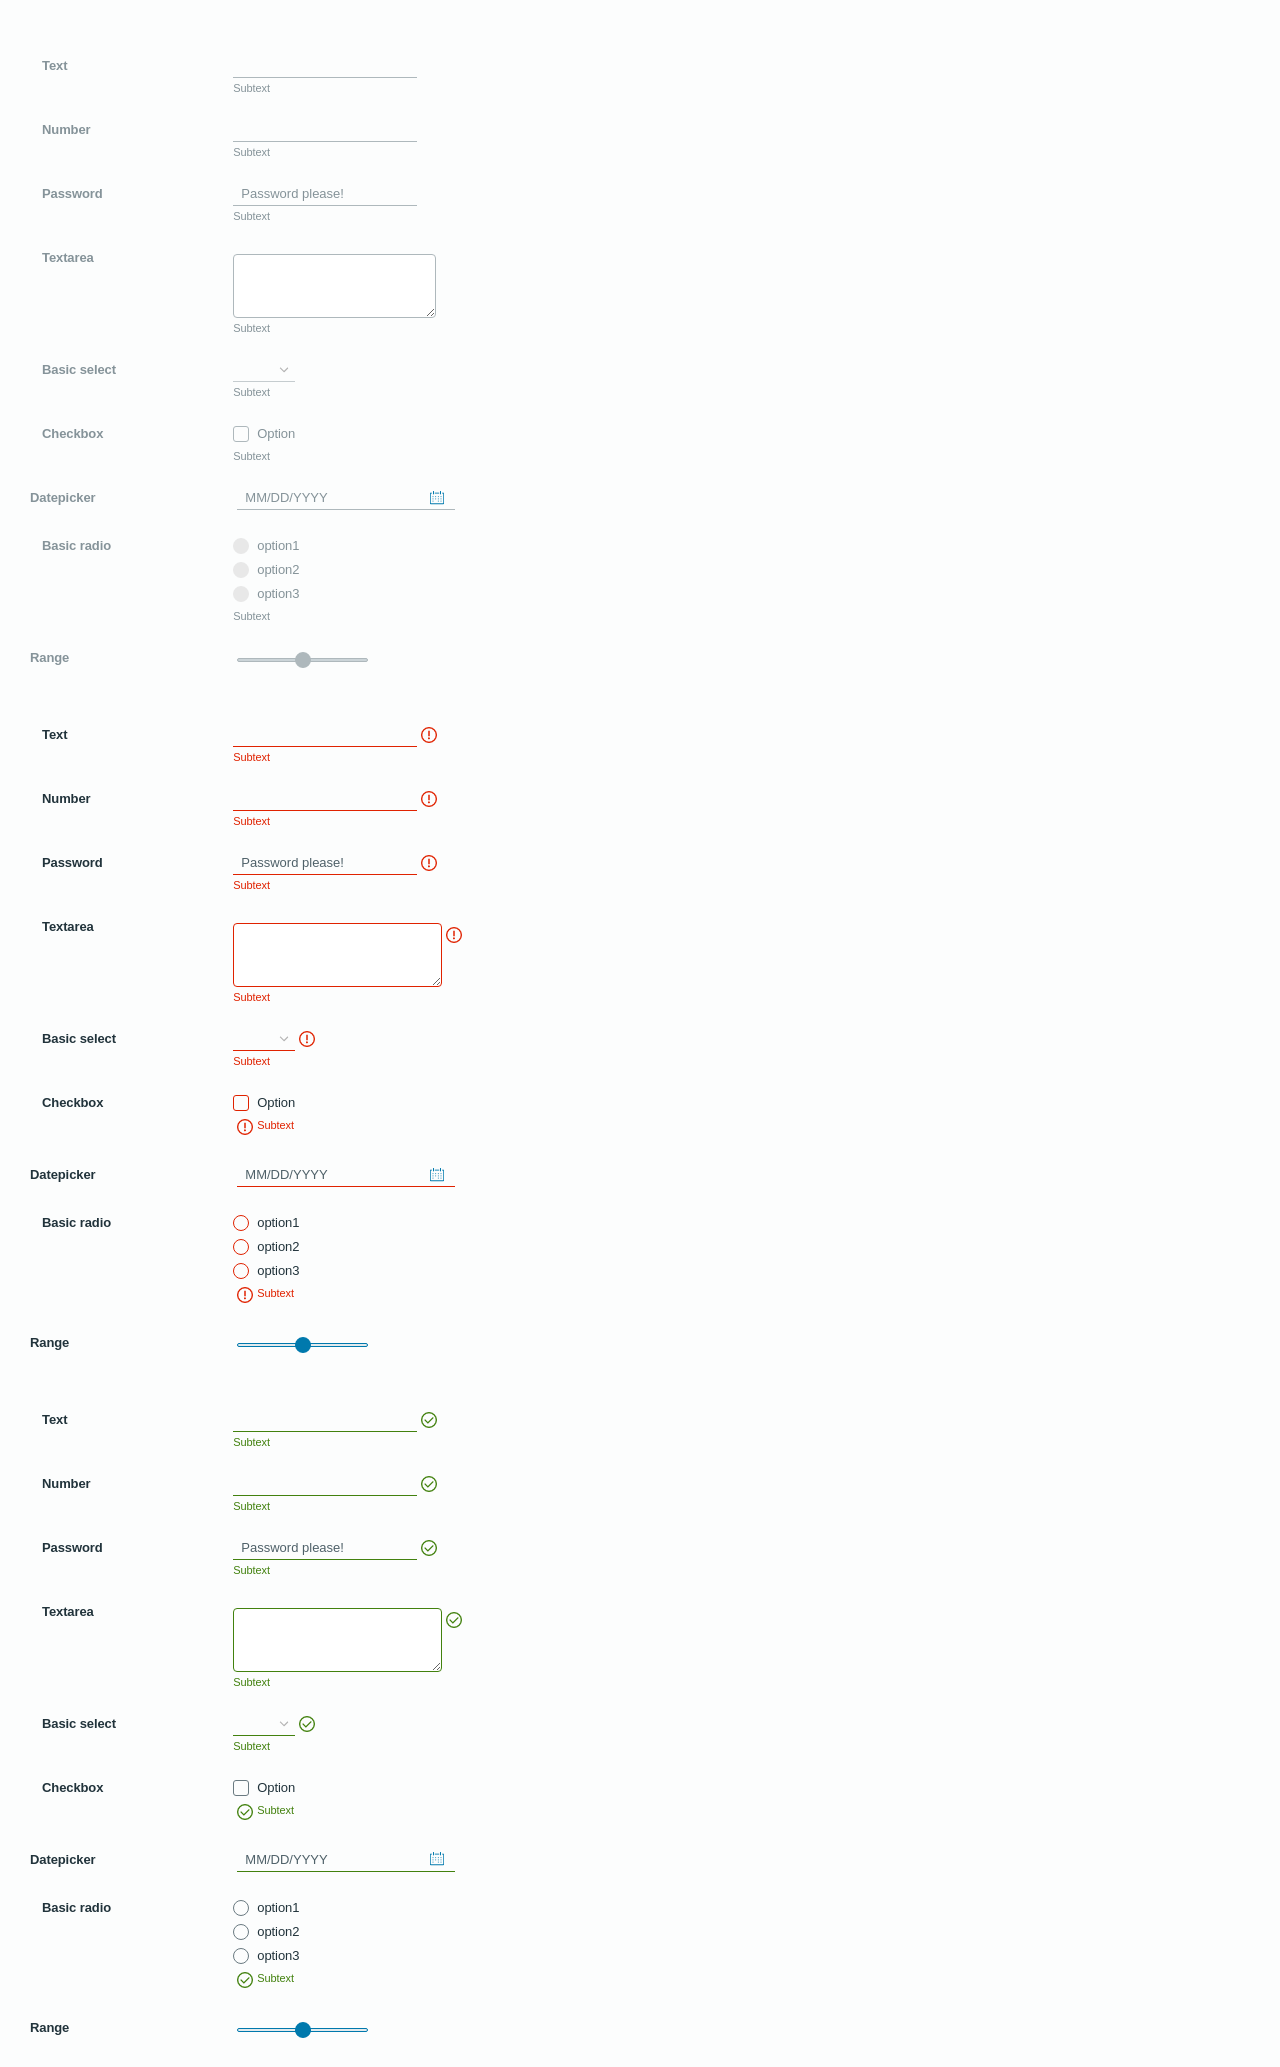 Text
Subtext
Number
Subtext
Password Password please!
Subtext
Textarea
Subtext
Basic select
Subtext
Checkbox Option
Subtext
Datepicker MM/DD/YYYY
Basic radio option1
option2
option3
Subtext
Range
Text
Subtext
Number
Subtext
Password Password please!
Subtext
Textarea
Subtext
Basic select
Subtext
Checkbox Option
Subtext
Datepicker MM/DD/YYYY
Basic radio option1
option2
option3
Subtext
Range
Text
Subtext
Number
Subtext
Password Password please!
Subtext
Textarea
Subtext
Basic select
Subtext
Checkbox Option
Subtext
Datepicker MM/DD/YYYY
Basic radio option1
option2
option3
Subtext
Range